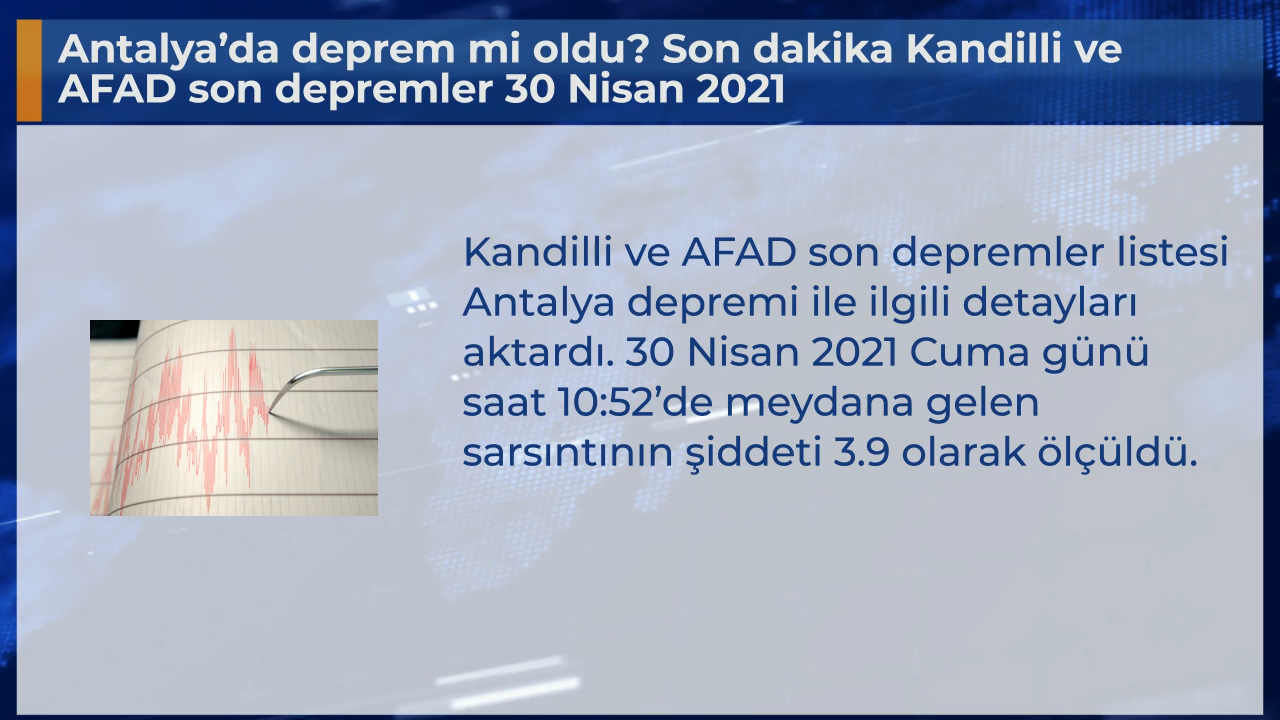 Antalya’da deprem mi oldu? Son dakika Kandilli ve
AFAD son depremler 30 Nisan 2021
Kandilli ve AFAD son depremler listesi
Antalya depremi ile ilgili detayları
aktardı. 30 Nisan 2021 Cuma günü
saat 10:52’de meydana gelen
sarsıntının şiddeti 3.9 olarak ölçüldü.